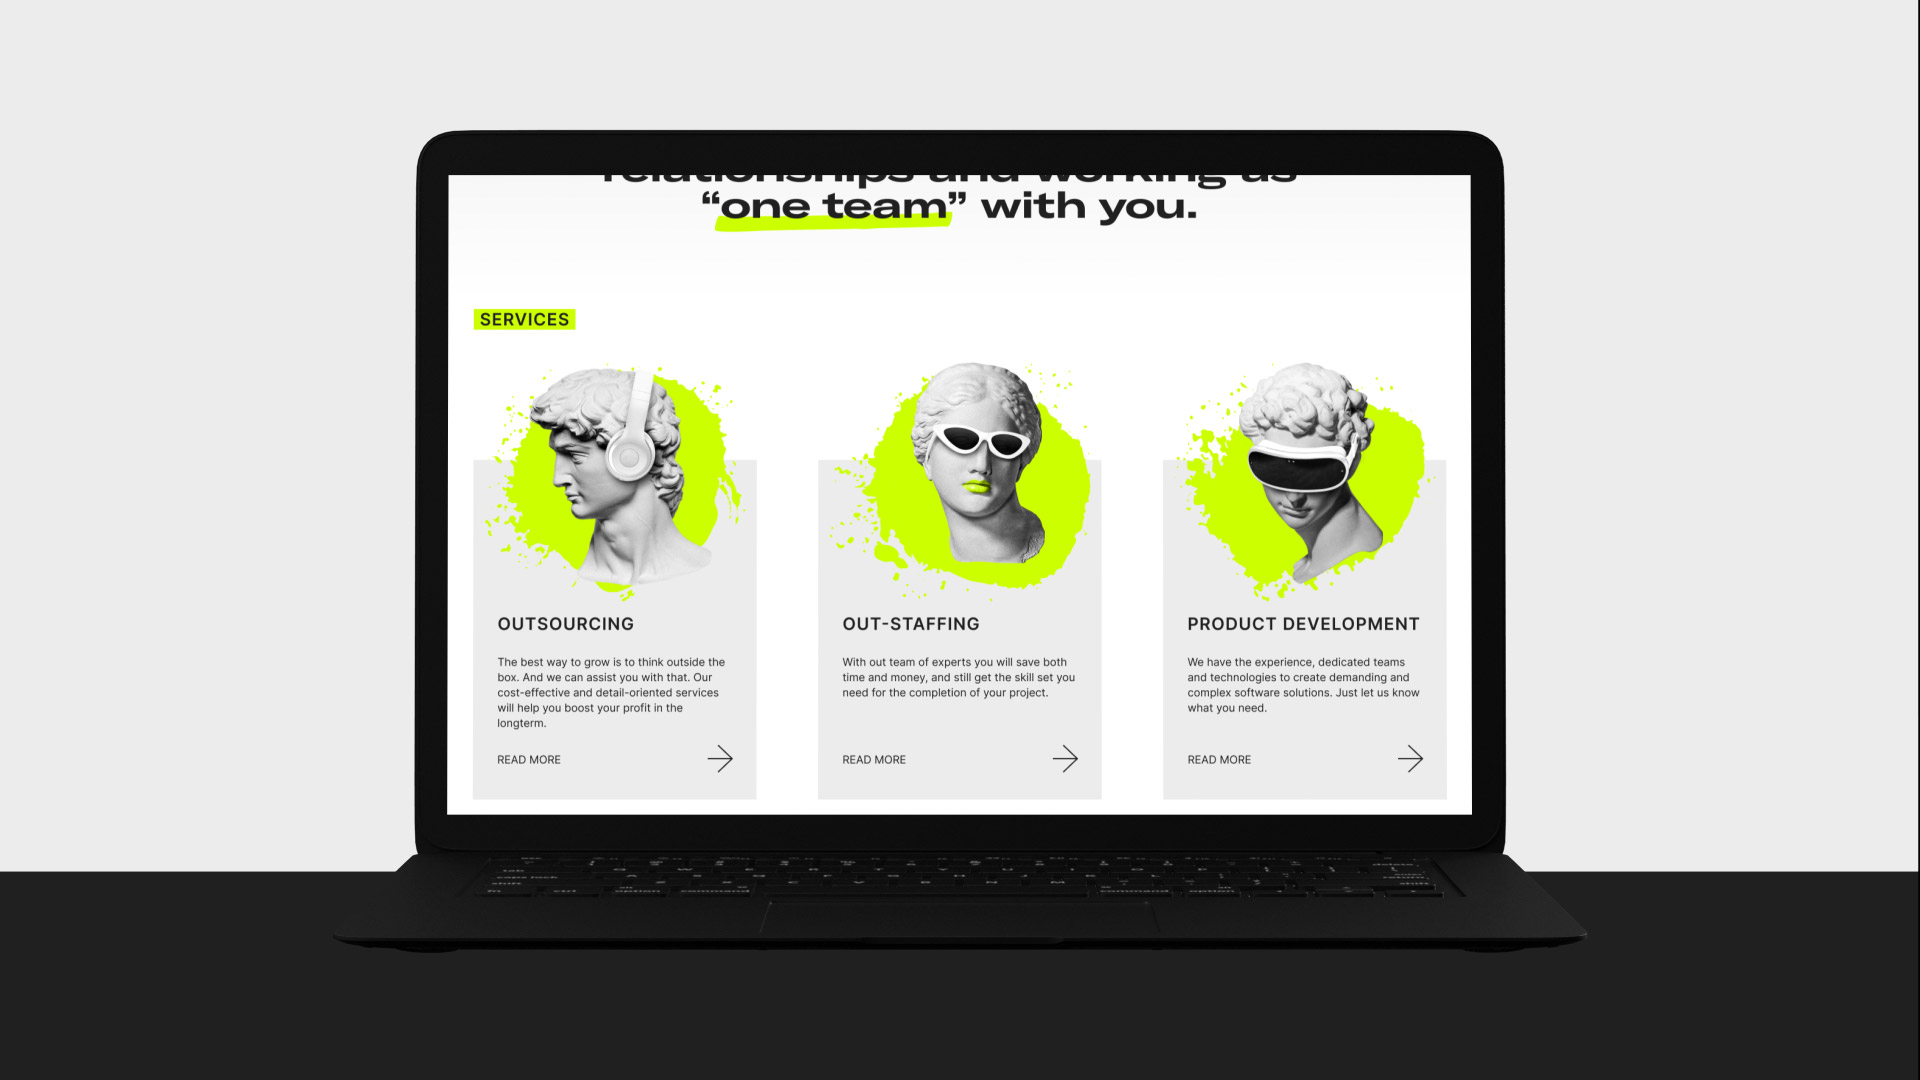 relationships and working as
“one team” with you.
SERVICES
OUTSOURCING
The best way to grow is to think outside the
box. And we can assist you with that. Our
cost-effective and detail-oriented services
will help you boost your profit in the
longterm.
READ MORE
OUT-STAFFING
With out team of experts you will save both
time and money, and still get the skill set you
need for the completion of your project.
READ MORE
PRODUCT DEVELOPMENT
We have the experience, dedicated teams
and technologies to create demanding and
complex software solutions. Just let us know
what you need.
READ MORE